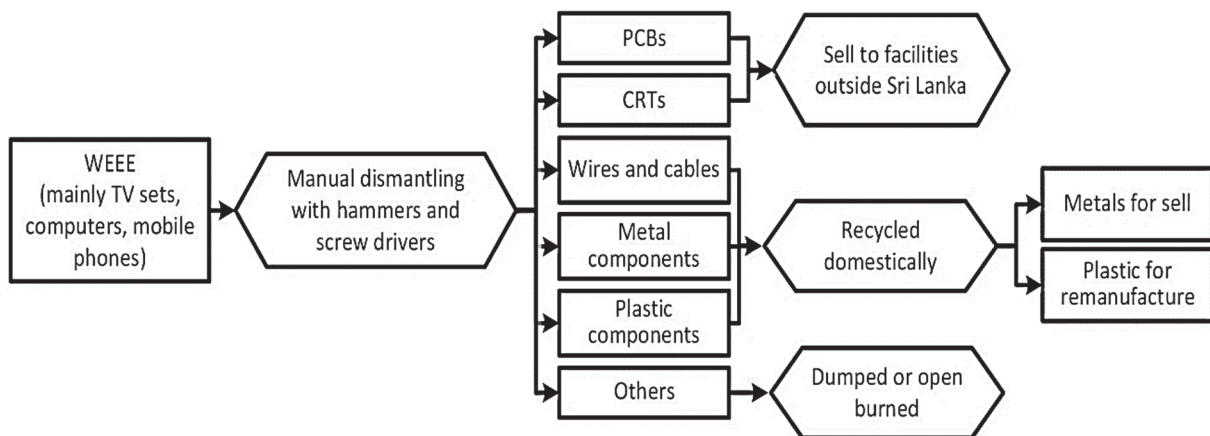 WEEE
(mainly TV sets,
computers, mobile
phones)
Manual dismantling
with hammers and
screw drivers
PCBs
CRTs
Wires and cables
Metal
components
Plastic
components
Others
Sell to facilities
outside Sri Lanka
Recycled
domestically
Dumped or open
burned
Metals for sell
Plastic for
remanufacture